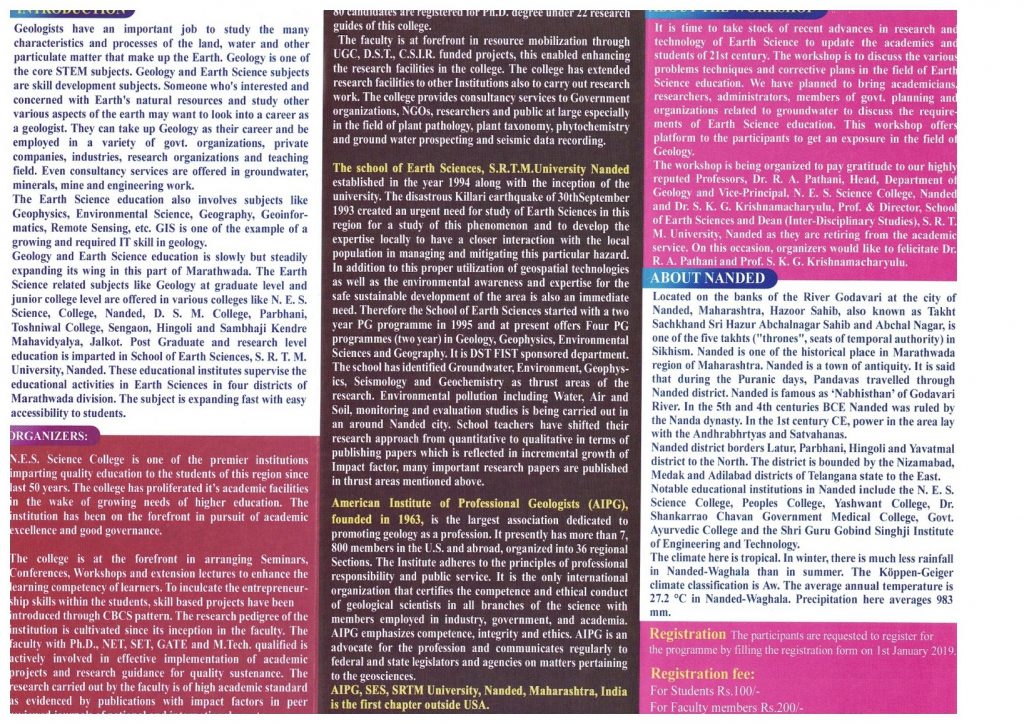 INTRODUCTION
Geologists have an important job to study the many
characteristics and processes of the land, water and other
particulate matter that make up the Earth. Geology is one of
the core STEM subjects. Geology and Earth Science subjects
are skill development subjects. Someone who's interested and
concerned with Earth's natural resources and study other
various aspects of the earth may want to look into a career as
a geologist. They can take up Geology as their career and be
employed in a variety of govt. organizations, private
companies, industries, research organizations and teaching
field. Even consultancy services are offered in groundwater,
minerals, mine and engineering work.
The Earth Science education also involves subjects like
Geophysics, Environmental Science, Geography, Geoinfor-
matics, Remote Sensing, etc. GIS is one of the example of a
growing and required IT skill in geology.
Geology and Earth Science education is slowly but steadily
expanding its wing in this part of Marathwada. The Earth
Science related subjects like Geology at graduate level and
junior college level are offered in various colleges like N. E. S.
Science, College, Nanded, D. S. M. College, Parbhani,
Toshniwal College, Sengaon, Hingoli and Sambhaji Kendre
Mahavidyalya, Jalkot. Post Graduate and research level
education is imparted in School of Earth Sciences, S. R. T. M.
University, Nanded. These educational institutes supervise the
educational activities in Earth Sciences in four districts of
Marathwada division. The subject is expanding fast with easy
accessibility to students.
ORGANIZERS:
N.E.S. Science College is one of the premier institutions
imparting quality education to the students of this region since
last 50 years. The college has proliferated it's academic facilities
in the wake of growing needs of higher education. The
institution has been on the forefront in pursuit of academic
excellence and good governance.
The college is at the forefront in arranging Seminars,
Conferences, Workshops and extension lectures to enhance the
learning competency of learners. To inculcate the entrepreneur-
ship skills within the students, skill based projects have been
introduced through CBCS pattern. The research pedigree of the
institution is cultivated since its inception in the faculty. The
faculty with Ph.D., NET, SET, GATE and M.Tech. qualified is
actively involved in effective implementation of academic
projects and research guidance for quality sustenance. The
research carried out by the faculty is of high academic standard
as evidenced by publications with impact factors in peer
80 candidates are registered for Ph.D. degree under 22 research
guides of this college.
The faculty is at forefront in resource mobilization through
UGC, D.S.T., C.S.I.R. funded projects, this enabled enhancing
the research facilities in the college. The college has extended
research facilities to other Institutions also to carry out research
work. The college provides consultancy services to Government
organizations, NGOs, researchers and public at large especially
in the field of plant pathology, plant taxonomy, phytochemistry
and ground water prospecting and seismic data recording.
The school of Earth Sciences, S.R.T.M.University Nanded
established in the year 1994 along with the inception of the
university. The disastrous Killari earthquake of 30thSeptember
1993 created an urgent need for study of Earth Sciences in this
region for a study of this phenomenon and to develop the
expertise locally to have a closer interaction with the local
population in managing and mitigating this particular hazard.
In addition to this proper utilization of geospatial technologies
as well as the environmental awareness and expertise for the
safe sustainable development of the area is also an immediate
need. Therefore the School of Earth Sciences started with a two
year PG programme in 1995 and at present offers Four PG
programmes (two year) in Geology, Geophysics, Environmental
Sciences and Geography. It is DST FIST sponsored department.
The school has identified Groundwater, Environment, Geophys-
ics, Seismology and Geochemistry as thrust areas of the
research. Environmental pollution including Water, Air and
Soil, monitoring and evaluation studies is being carried out in
an around Nanded city. School teachers have shifted their
research approach from quantitative to qualitative in terms of
publishing papers which is reflected in incremental growth of
Impact factor, many important research papers are published
in thrust areas mentioned above.
American Institute of Professional Geologists (AIPG),
founded in 1963, is the largest association dedicated to
promoting geology as a profession. It presently has more than 7,
800 members in the U.S. and abroad, organized into 36 regional
Sections. The Institute adheres to the principles of professional
responsibility and public service. It is the only international
organization that certifies the competence and ethical conduct
of geological scientists in all branches of the science with
members employed in industry, government, and academia.
AIPG emphasizes competence, integrity and ethics. AIPG is an
advocate for the profession and communicates regularly to
federal and state legislators and agencies on matters pertaining
to the geosciences.
AIPG, SES, SRTM University, Nanded, Maharashtra, India
is the first chapter outside USA.
ABOUT THE WORKSHOP
It is time to take stock of recent advances in research and
technology of Earth Science to update the academics and
students of 21st century. The workshop is to discuss the various
problems techniques and corrective plans in the field of Earth
Science education. We have planned to bring academicians,
researchers, administrators, members of govt. planning and
organizations related to groundwater to discuss the require-
ments of Earth Science education. This workshop offers
platform to the participants to get an exposure in the field of
Geology.
The workshop is being organized to pay gratitude to our highly
reputed Professors, Dr. R. A. Pathani, Head, Department of
Geology and Vice-Principal, N. E. S. Science College, Nanded
and Dr. S. K. G. Krishnamacharyulu, Prof. & Director, School
of Earth Sciences and Dean (Inter-Disciplinary Studies), S. R. T.
M. University, Nanded as they are retiring from the academic
service. On this occasion, organizers would like to felicitate Dr.
R. A. Pathani and Prof. S. K. G. Krishnamacharyulu.
ABOUT NANDED
Located on the banks of the River Godavari at the city of
Nanded, Maharashtra, Hazoor Sahib, also known as Takht
Sachkhand Sri Hazur Abchalnagar Sahib and Abchal Nagar, is
one of the five takhts ("thrones", seats of temporal authority) in
Sikhism. Nanded is one of the historical place in Marathwada
region of Maharashtra. Nanded is a town of antiquity. It is said
that during the Puranic days, Pandavas travelled through
Nanded district. Nanded is famous as ‘Nabhisthan’ of Godavari
River. In the 5th and 4th centuries BCE Nanded was ruled by
the Nanda dynasty. In the 1st century CE, power in the area lay
with the Andhrabhrtyas and Satvahanas.
Nanded district borders Latur, Parbhani, Hingoli and Yavatmal
district to the North. The district is bounded by the Nizamabad,
Medak and Adilabad districts of Telangana state to the East.
Notable educational institutions in Nanded include the N. E. S.
Science College, Peoples College, Yashwant College, Dr.
Shankarrao Chavan Government Medical College, Govt.
Ayurvedic College and the Shri Guru Gobind Singhji Institute
of Engineering and Technology.
The climate here is tropical. In winter, there is much less rainfall
in Nanded-Waghala than in summer. The Köppen-Geiger
climate classification is Aw. The average annual temperature is
27.2 °C in Nanded-Waghala. Precipitation here averages 983
mm.
Registration The participants are requested to register for
the programme by filling the registration form on 1st January 2019.
Registration fee:
For Students Rs.100/-
For Faculty members Rs.200/-